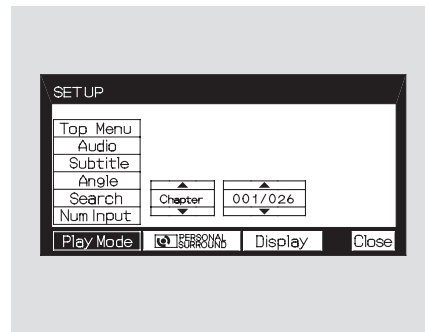 SETUP
Top Menu
Audio
Subtitle
Angle
Search
Num Input
Chapter
001/026
Play Mode
PERSONAL
SURROUND
Display
Close